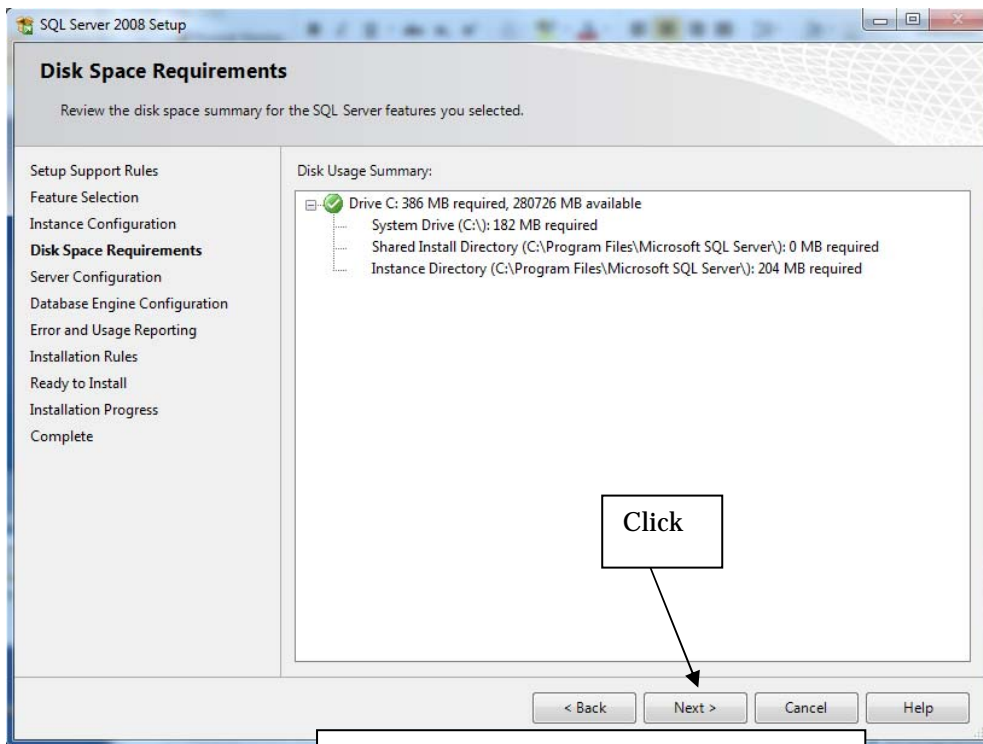 SQL Server 2008 Setup
Disk Space Requirements
Review the disk space summary for the SQL Server features you selected.
Setup Support Rules
Feature Selection
Instance Configuration
Disk Space Requirements
Server Configuration
Database Engine Configuration
Error and Usage Reporting
Installation Rules
Ready to Install
Installation Progress
Complete
Disk Usage Summary:
Drive C: 386 MB required, 280726 MB available
System Drive (C:\): 182 MB required
Shared Install Directory (C:\Program Files\Microsoft SQL Server\): 0 MB required
Instance Directory (C:\Program Files\Microsoft SQL Server\): 204 MB required
Click
< Back
Next >
Cancel
Help